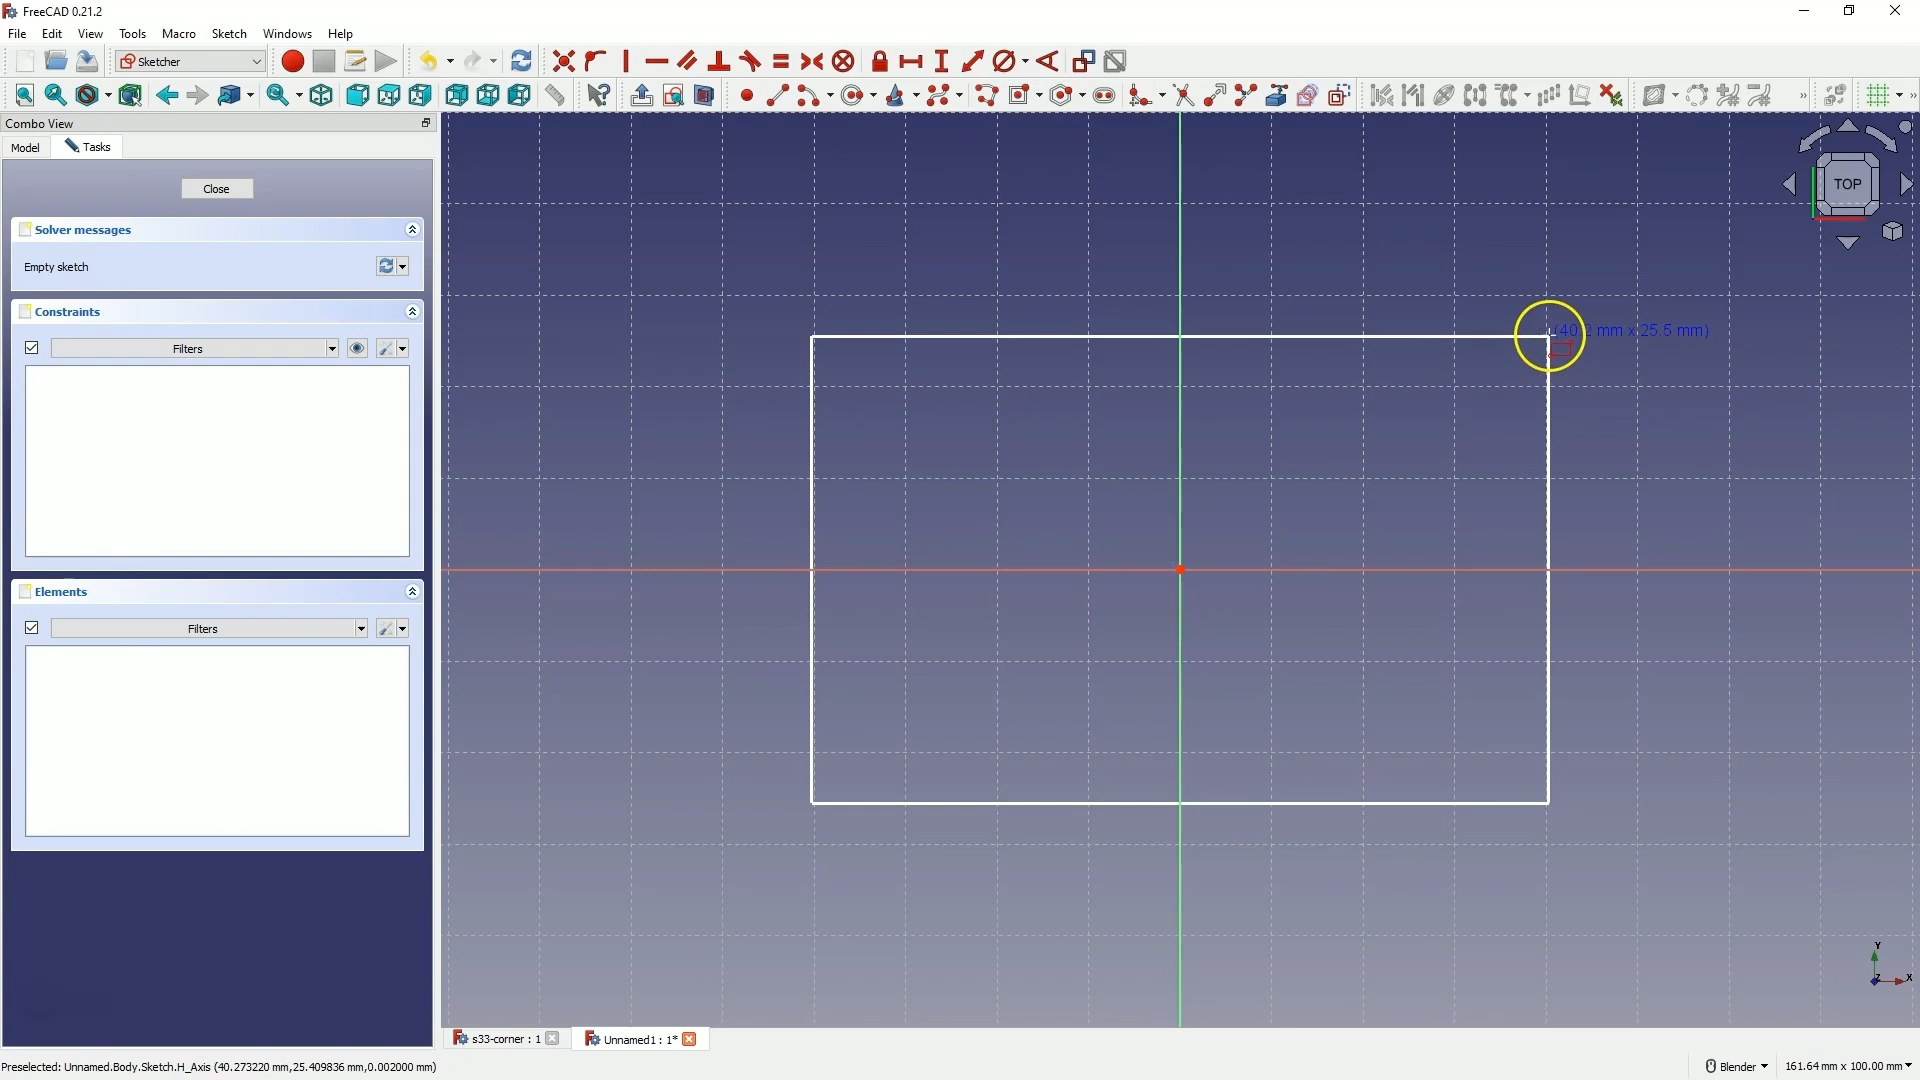 FreeCAD 0.21.2
File Edit View Tools Macro Sketch Windows Help
Sketcher
Combo View
Model Tasks
Close
Solver messages
Empty sketch
Constraints
Filters
Elements
Filters
(40.2 mm x 25.5 mm)
TOP
Y
Z X
s33-corner : 1 Unnamed1 : 1*
Preselected: Unnamed.Body.Sketch.H_Axis (40.273220 mm,25.409836 mm,0.002000 mm) Blender 161.64 mm x 100.00 mm